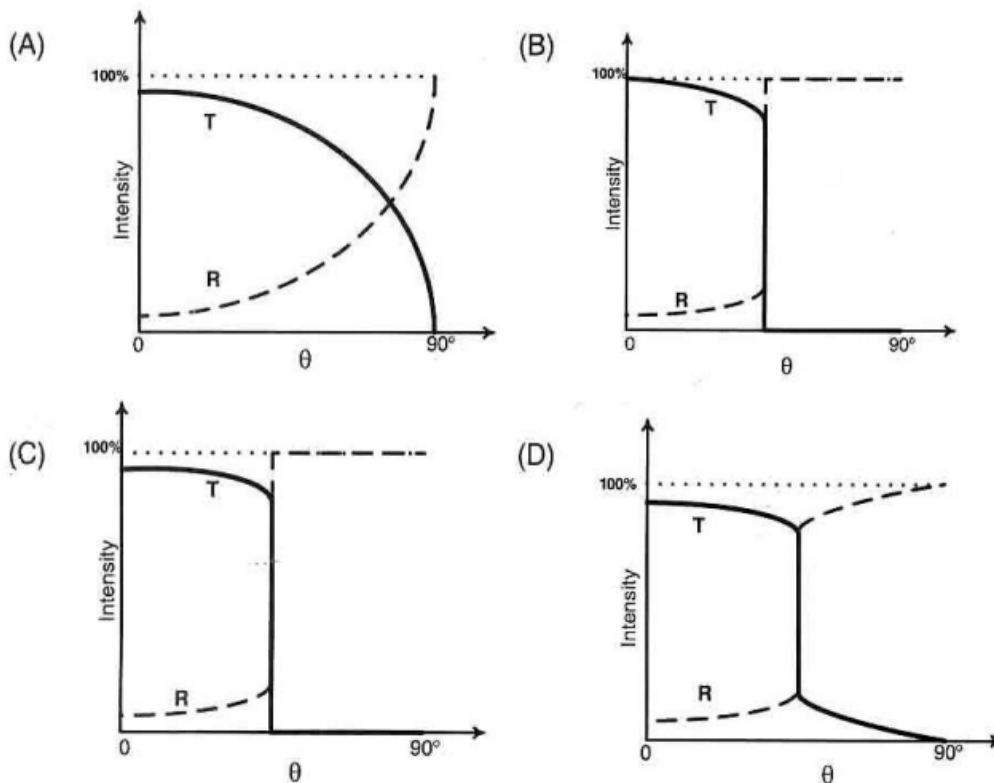 (A)
100%
T
Intensity
R
0
90°
θ
(B)
100%
T
Intensity
R
0
90°
θ
(C)
100%
T
Intensity
R
0
90°
θ
(D)
100%
T
Intensity
R
0
90°
θ